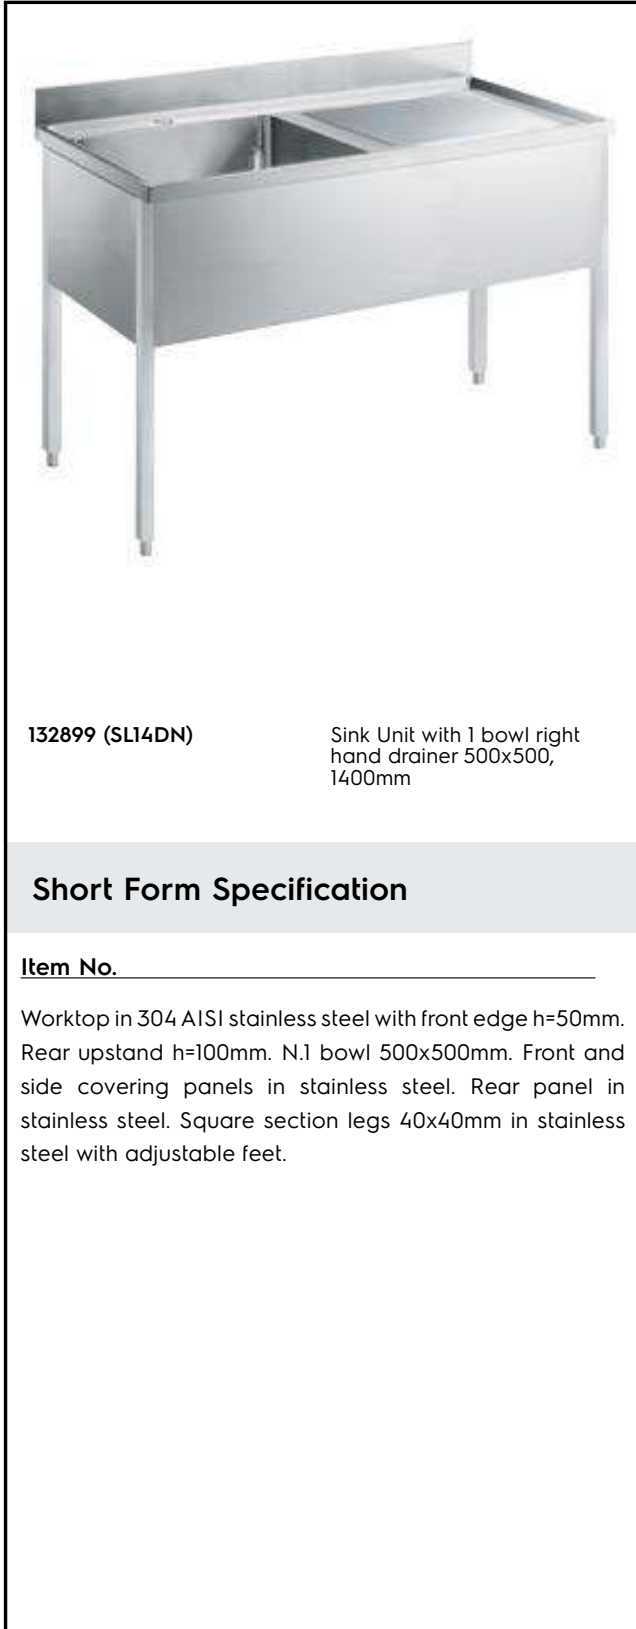 132899 (SL14DN)
Sink Unit with 1 bowl right
hand drainer 500x500,
1400mm
Short Form Specification
Item No.
Worktop in 304 AISI stainless steel with front edge h=50mm.
Rear upstand h=100mm. N.1 bowl 500x500mm. Front and
side covering panels in stainless steel. Rear panel in
stainless steel. Square section legs 40x40mm in stainless
steel with adjustable feet.